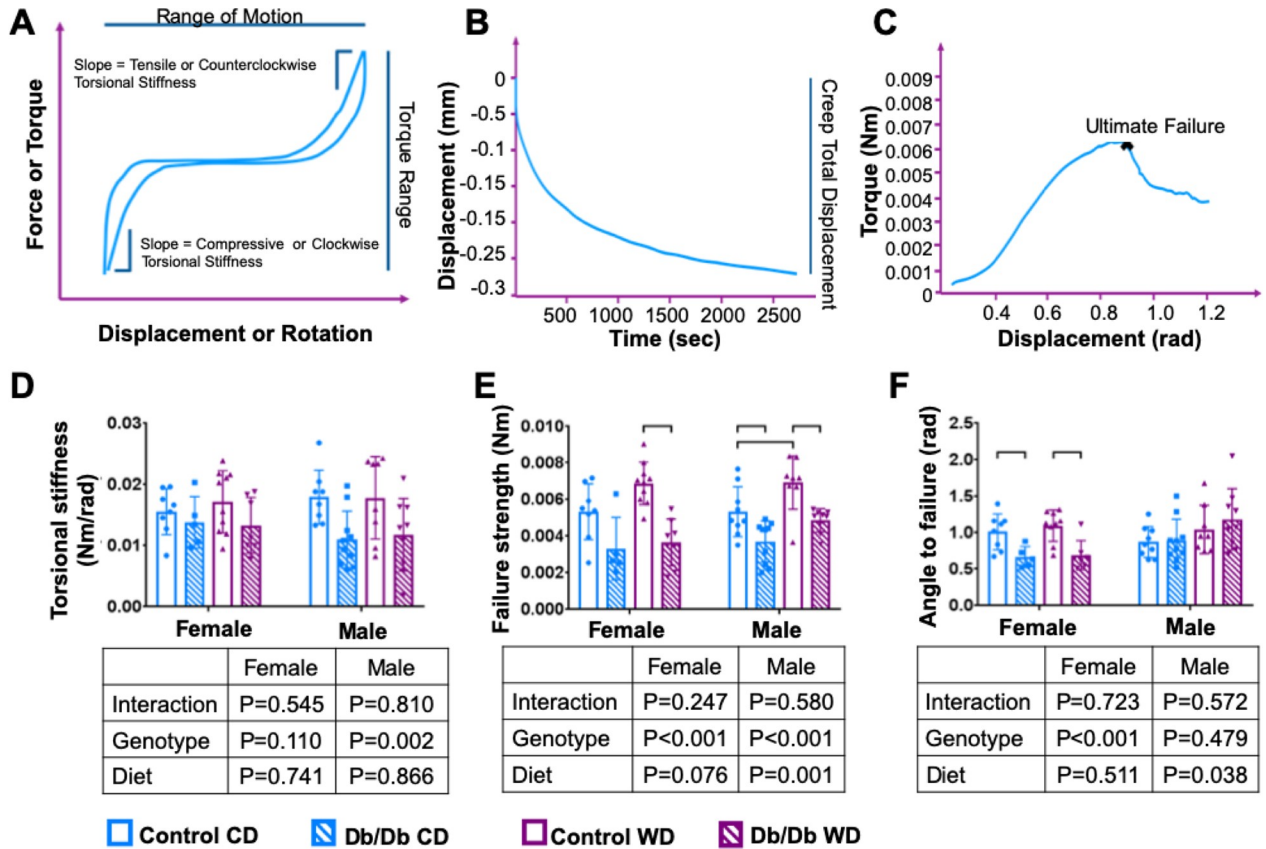 A
Range of Motion
Slope = Tensile or Counterclockwise
Torsional Stiffness
Slope = Compressive or Clockwise
Torsional Stiffness
Torque Range
Force or Torque
Displacement or Rotation
B
0
-0.5
-0.1
-0.15
-0.15
-0.25
-0.3
Displacement (mm)
500 1000 1500 2000 2500
Time (sec)
Creep Total Displacement
C
0.009
0.008
0.007
0.006
0.005
0.004
0.003
0.002
0.001
0
Torque (Nm)
Ultimate Failure
0.4 0.6 0.8 1.0 1.2
Displacement (rad)
D
Torsional stiffness
(Nm/rad)
0.03
0.02
0.01
0.00
Female Male
Female Male
Interaction P=0.545 P=0.810
Genotype P=0.110 P=0.002
Diet P=0.741 P=0.866
E
Failure strength (Nm)
0.010
0.008
0.006
0.004
0.002
0.000
Female Male
Female Male
Interaction P=0.247 P=0.580
Genotype P<0.001 P<0.001
Diet P=0.076 P=0.001
F
Angle to failure (rad)
2.5
2.0
1.5
1.0
0.5
0.0
Female Male
Female Male
Interaction P=0.723 P=0.572
Genotype P<0.001 P=0.479
Diet P=0.511 P=0.038
Control CD Db/Db CD Control WD Db/Db WD